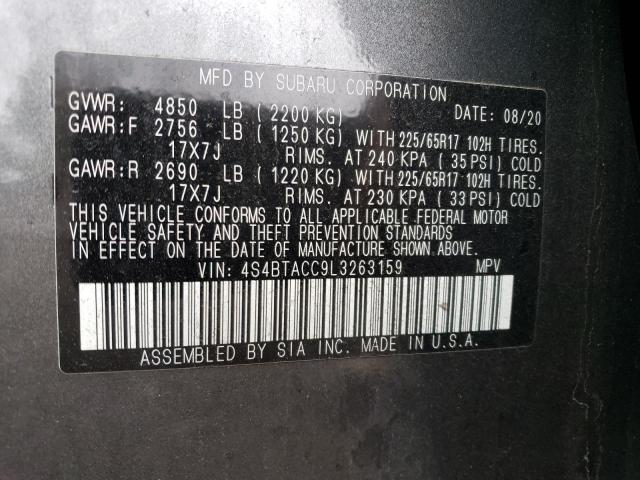 MFD BY SUBARU CORPORATION
GVWR: 4850 LB (2200 KG) DATE: 08/20
GAWR:F 2756 LB (1250 KG) WITH 225/65R17 102H TIRES.
17X7J RIMS. AT 240 KPA (35 PSI) COLD
GAWR:R 2690 LB (1220 KG) WITH 225/65R17 102H TIRES.
17X7J RIMS. AT 230 KPA (33 PSI) COLD
THIS VEHICLE CONFORMS TO ALL APPLICABLE FEDERAL MOTOR
VEHICLE SAFETY AND THEFT PREVENTION STANDARDS
IN EFFECT ON THE DATE OF MANUFACTURE SHOWN ABOVE.
VIN: 4S4BTACC9L3263159 MPV
ASSEMBLED BY SIA INC. MADE IN U.S.A.